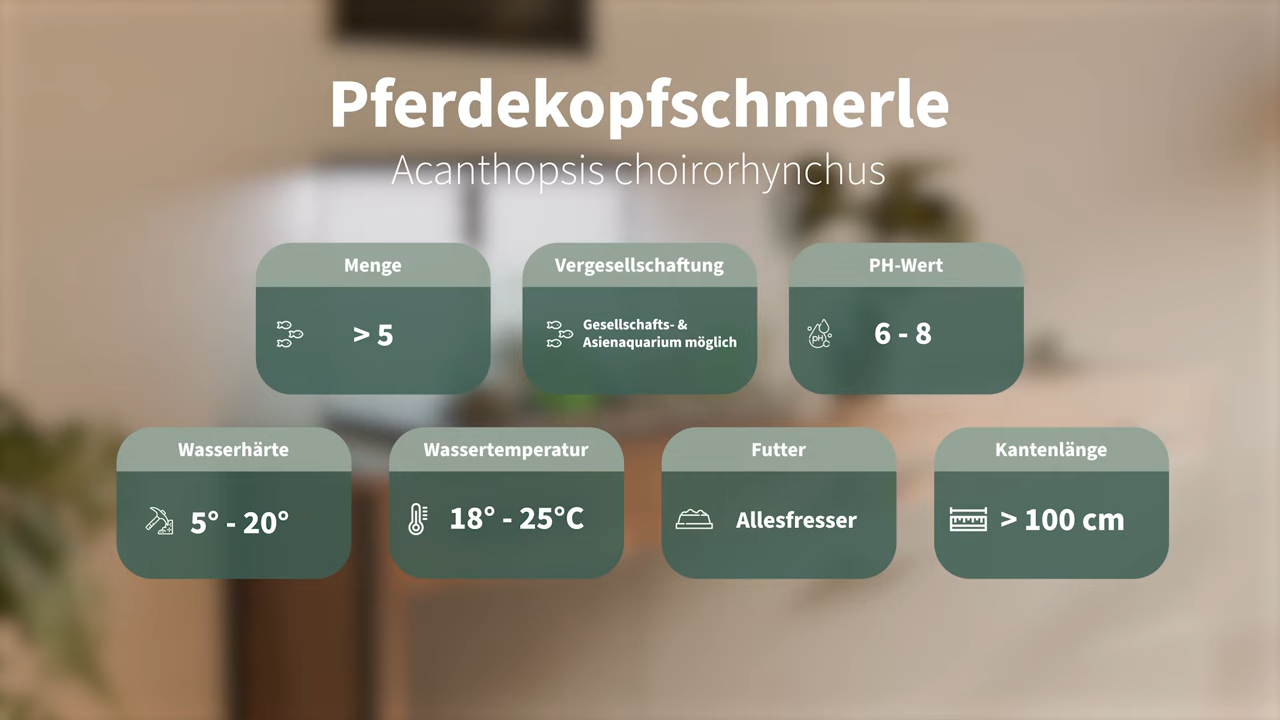 Pferdekopfschmerle
Acanthopsis choirorhynchus
Menge
> 5
Vergesellschaftung
Gesellschafts- &
Asienaquarium möglich
PH-Wert
pH
6 - 8
Wasserhärte
5° - 20°
Wassertemperatur
18° - 25°C
Futter
Allesfresser
Kantenlänge
> 100 cm